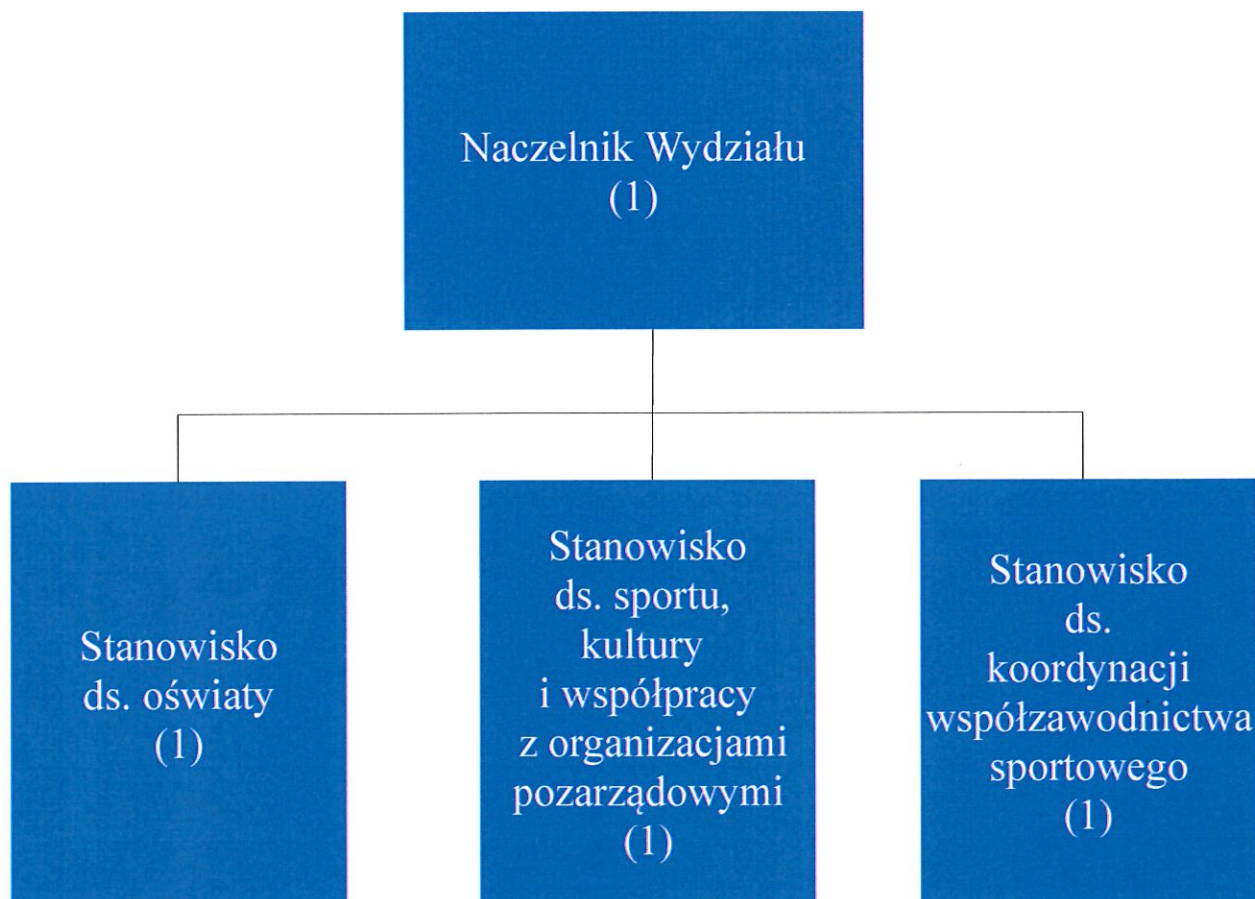 Naczelnik Wydziału
(1)
Stanowisko
ds. oświaty
(1)
Stanowisko
ds. sportu,
kultury
i współpracy
z organizacjami
pozarządowymi
(1)
Stanowisko
ds.
koordynacji
współzawodnictwa
sportowego
(1)